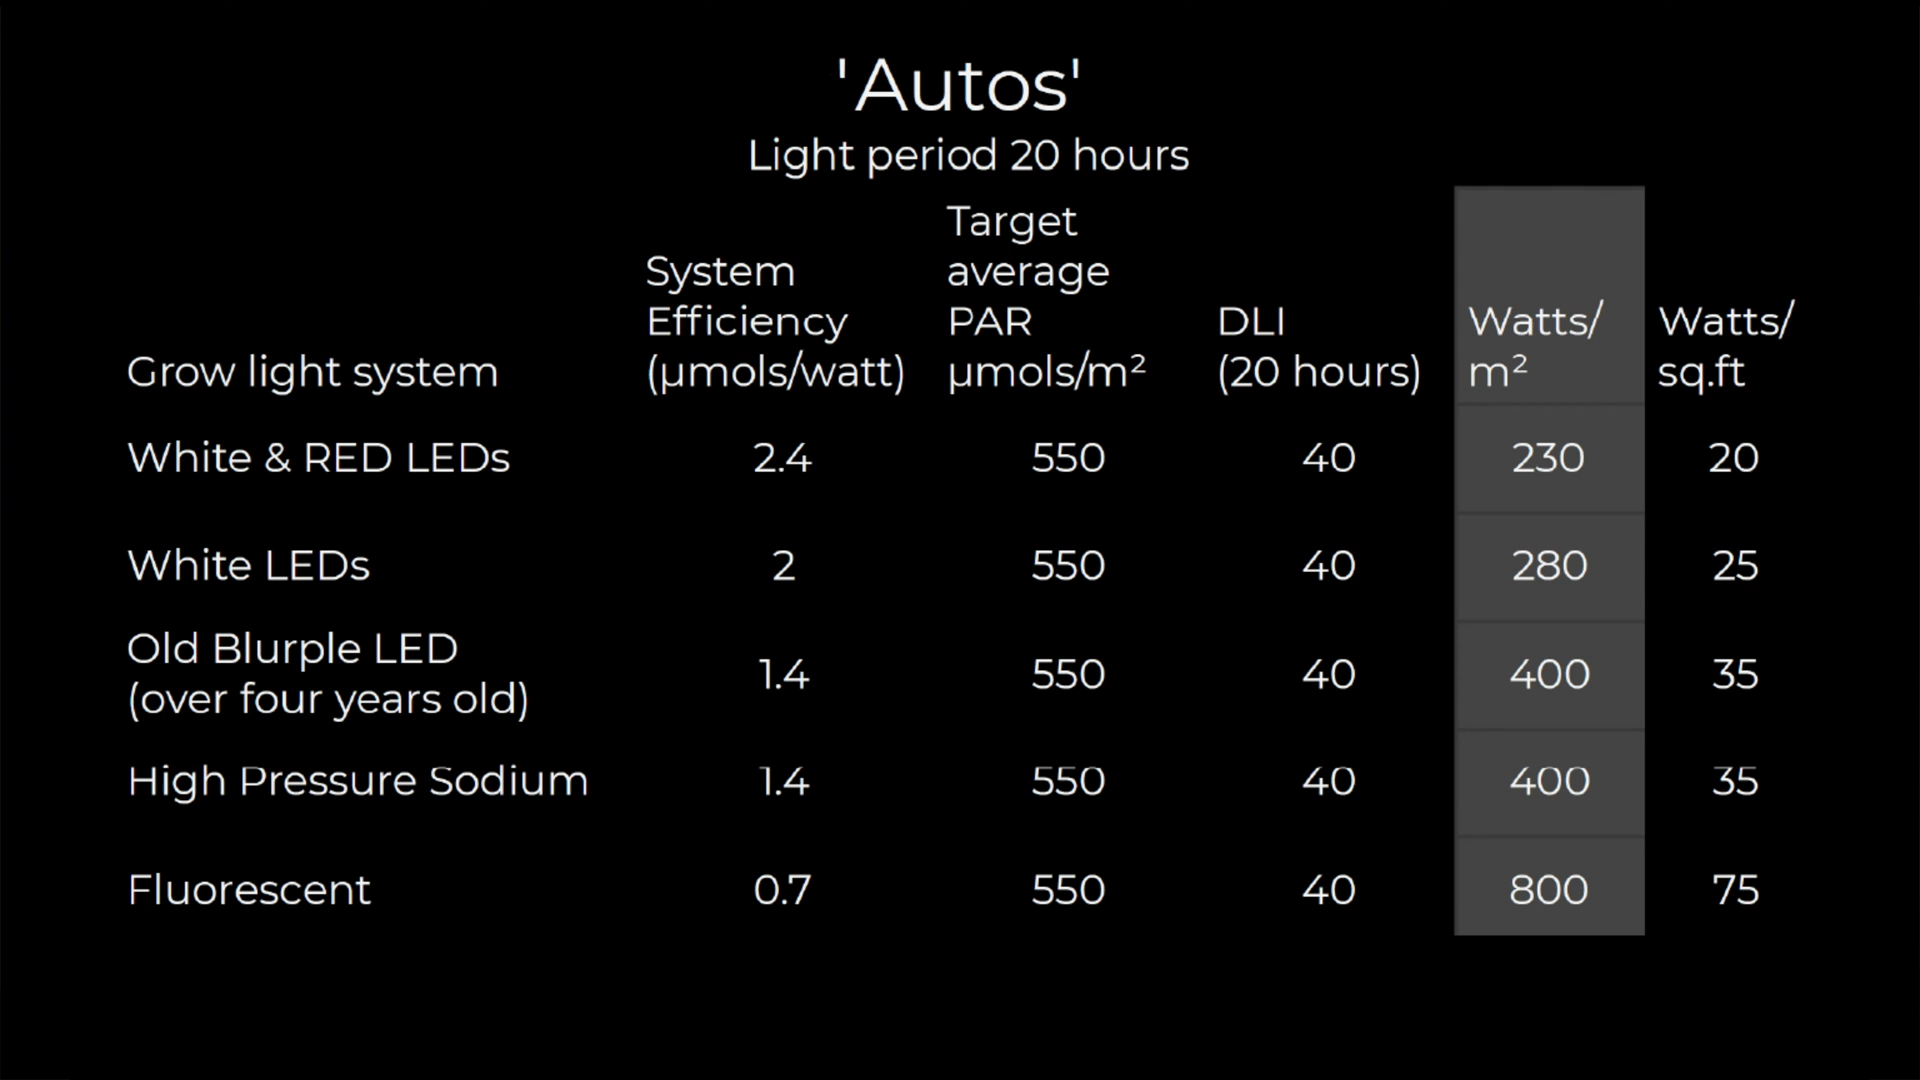 'Autos'
Light period 20 hours
Grow light system
System
Efficiency
(µmols/watt)
Target
average
PAR
µmols/m²
DLI
(20 hours)
Watts/
m²
Watts/
sq.ft
White & RED LEDs 2.4 550 40 230 20
White LEDs 2 550 40 280 25
Old Blurple LED
(over four years old) 1.4 550 40 400 35
High Pressure Sodium 1.4 550 40 400 35
Fluorescent 0.7 550 40 800 75